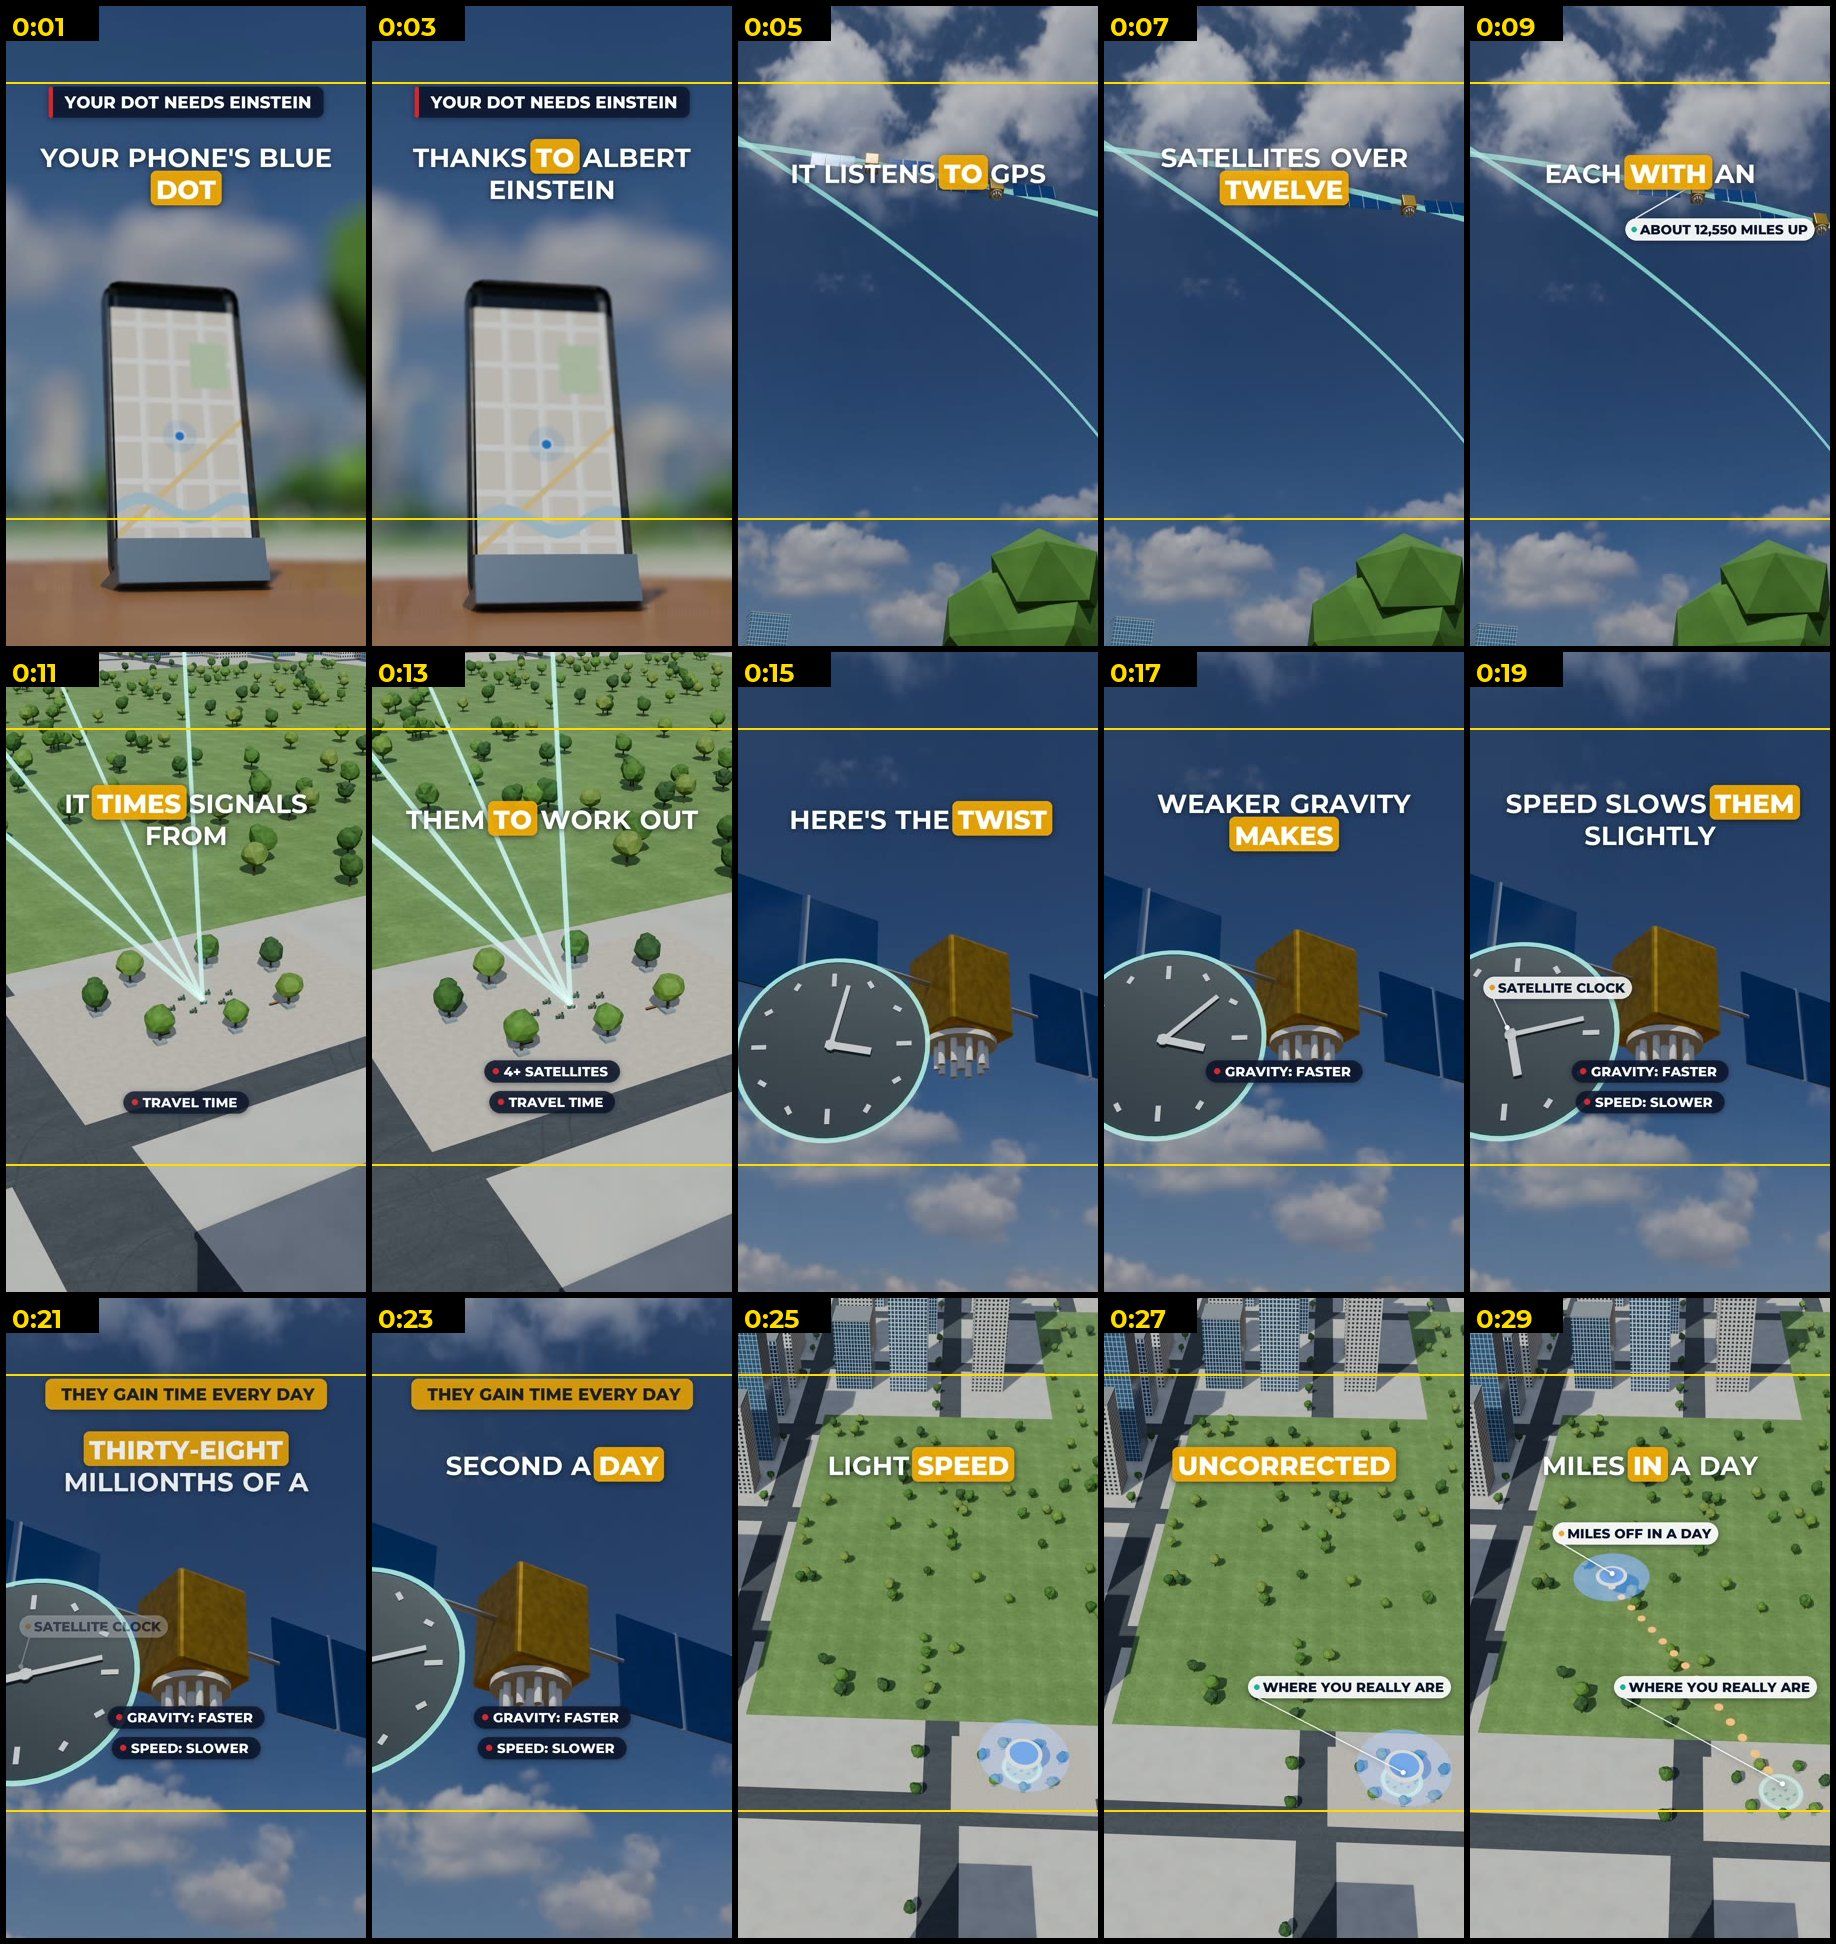 0:01
YOUR DOT NEEDS EINSTEIN
YOUR PHONE'S BLUE
DOT
0:03
YOUR DOT NEEDS EINSTEIN
THANKS TO ALBERT
EINSTEIN
0:05
IT LISTENS TO GPS
0:07
SATELLITES OVER
TWELVE
0:09
EACH WITH AN
ABOUT 12,550 MILES UP
0:11
IT TIMES SIGNALS
FROM
TRAVEL TIME
0:13
THEM TO WORK OUT
4+ SATELLITES
TRAVEL TIME
0:15
HERE'S THE TWIST
0:17
WEAKER GRAVITY
MAKES
GRAVITY: FASTER
0:19
SPEED SLOWS THEM
SLIGHTLY
SATELLITE CLOCK
GRAVITY: FASTER
SPEED: SLOWER
0:21
THEY GAIN TIME EVERY DAY
THIRTY-EIGHT
MILLIONTHS OF A
SATELLITE CLOCK
GRAVITY: FASTER
SPEED: SLOWER
0:23
THEY GAIN TIME EVERY DAY
SECOND A DAY
GRAVITY: FASTER
SPEED: SLOWER
0:25
LIGHT SPEED
0:27
UNCORRECTED
WHERE YOU REALLY ARE
0:29
MILES IN A DAY
MILES OFF IN A DAY
WHERE YOU REALLY ARE